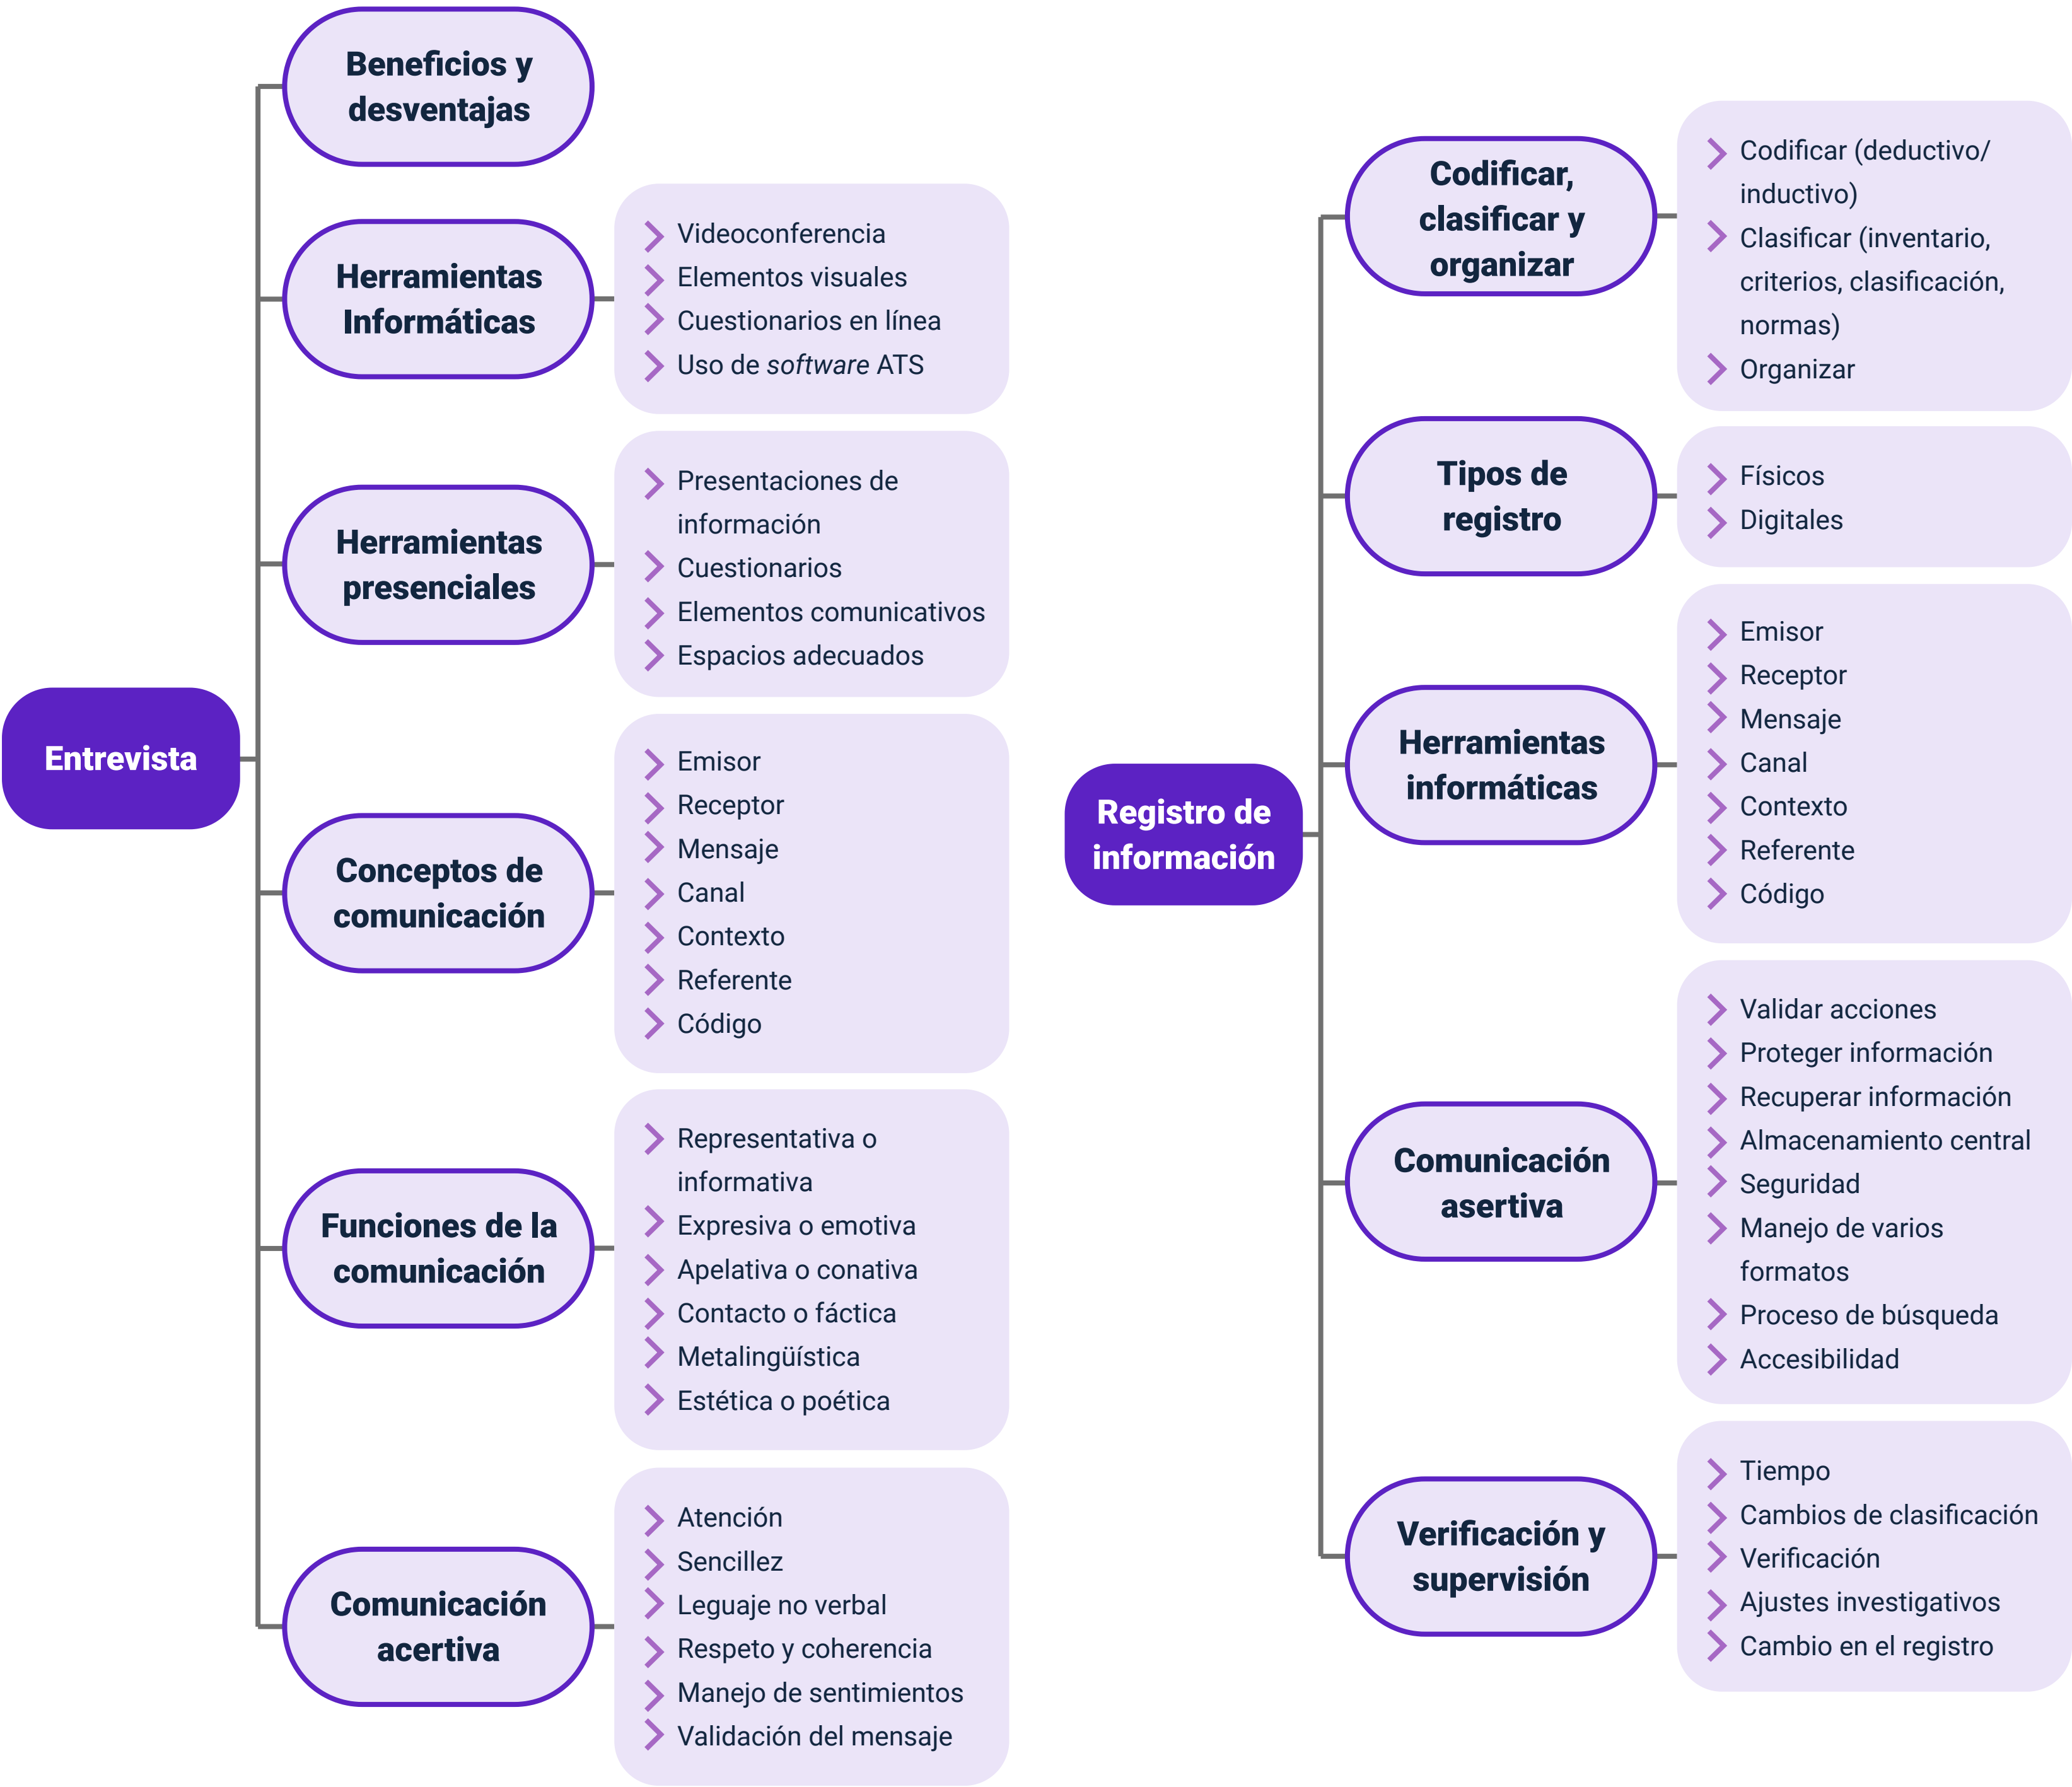 Entrevista
Beneficios y
desventajas
Herramientas
Informáticas
Videoconferencia
Elementos visuales
Cuestionarios en línea
Uso de software ATS
Herramientas
presenciales
Presentaciones de
información
Cuestionarios
Elementos comunicativos
Espacios adecuados
Conceptos de
comunicación
Emisor
Receptor
Mensaje
Canal
Contexto
Referente
Código
Funciones de la
comunicación
Representativa o
informativa
Expresiva o emotiva
Apelativa o conativa
Contacto o fáctica
Metalingüística
Estética o poética
Comunicación
acertiva
Atención
Sencillez
Leguaje no verbal
Respeto y coherencia
Manejo de sentimientos
Validación del mensaje
Registro de
información
Codificar,
clasificar y
organizar
Codificar (deductivo/
inductivo)
Clasificar (inventario,
criterios, clasificación,
normas)
Organizar
Tipos de
registro
Físicos
Digitales
Herramientas
informáticas
Emisor
Receptor
Mensaje
Canal
Contexto
Referente
Código
Comunicación
asertiva
Validar acciones
Proteger información
Recuperar información
Almacenamiento central
Seguridad
Manejo de varios
formatos
Proceso de búsqueda
Accesibilidad
Verificación y
supervisión
Tiempo
Cambios de clasificación
Verificación
Ajustes investigativos
Cambio en el registro